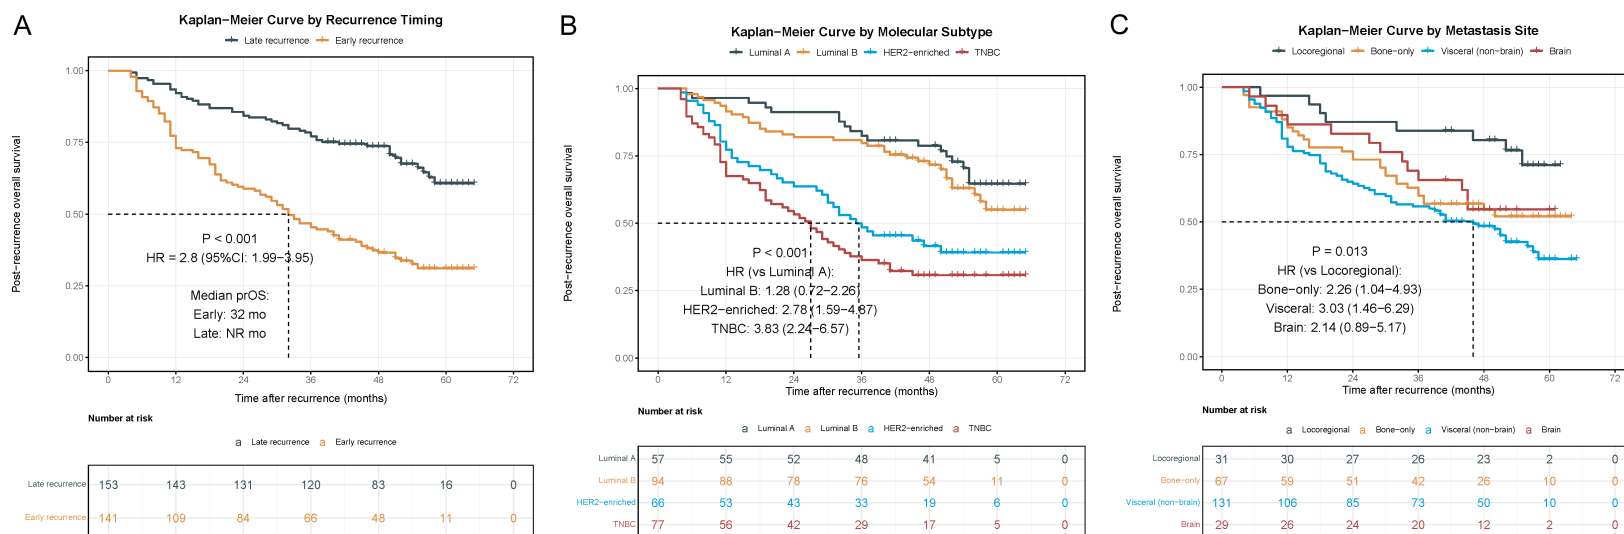 A
Kaplan−Meier Curve by Recurrence Timing
Late recurrence Early recurrence
Post−recurrence overall survival
1.00
0.75
0.50
0.25
0.00
P < 0.001
HR = 2.8 (95%CI: 1.99−3.95)
Median prOS:
Early: 32 mo
Late: NR mo
0 12 24 36 48 60 72
Time after recurrence (months)
Number at risk
a Late recurrence a Early recurrence
Late recurrence 153 143 131 120 83 16 0
Early recurrence 141 109 84 66 48 11 0
B
Kaplan−Meier Curve by Molecular Subtype
Luminal A Luminal B HER2−enriched TNBC
Post−recurrence overall survival
1.00
0.75
0.50
0.25
0.00
P < 0.001
HR (vs Luminal A):
Luminal B: 1.28 (0.72−2.26)
HER2−enriched: 2.78 (1.59−4.87)
TNBC: 3.83 (2.24−6.57)
0 12 24 36 48 60 72
Time after recurrence (months)
Number at risk
a Luminal A a Luminal B a HER2−enriched a TNBC
Luminal A 57 55 52 48 41 5 0
Luminal B 94 88 78 76 54 11 0
HER2−enriched 66 53 43 33 19 6 0
TNBC 77 56 42 29 17 5 0
C
Kaplan−Meier Curve by Metastasis Site
Locoregional Bone−only Visceral (non−brain) Brain
Post−recurrence overall survival
1.00
0.75
0.50
0.25
0.00
P = 0.013
HR (vs Locoregional):
Bone−only: 2.26 (1.04−4.93)
Visceral: 3.03 (1.46−6.29)
Brain: 2.14 (0.89−5.17)
0 12 24 36 48 60 72
Time after recurrence (months)
Number at risk
a Locoregional a Bone−only a Visceral (non−brain) a Brain
Locoregional 31 30 27 26 23 2 0
Bone−only 67 59 51 42 26 10 0
Visceral (non−brain) 131 106 85 73 50 10 0
Brain 29 26 24 20 12 2 0